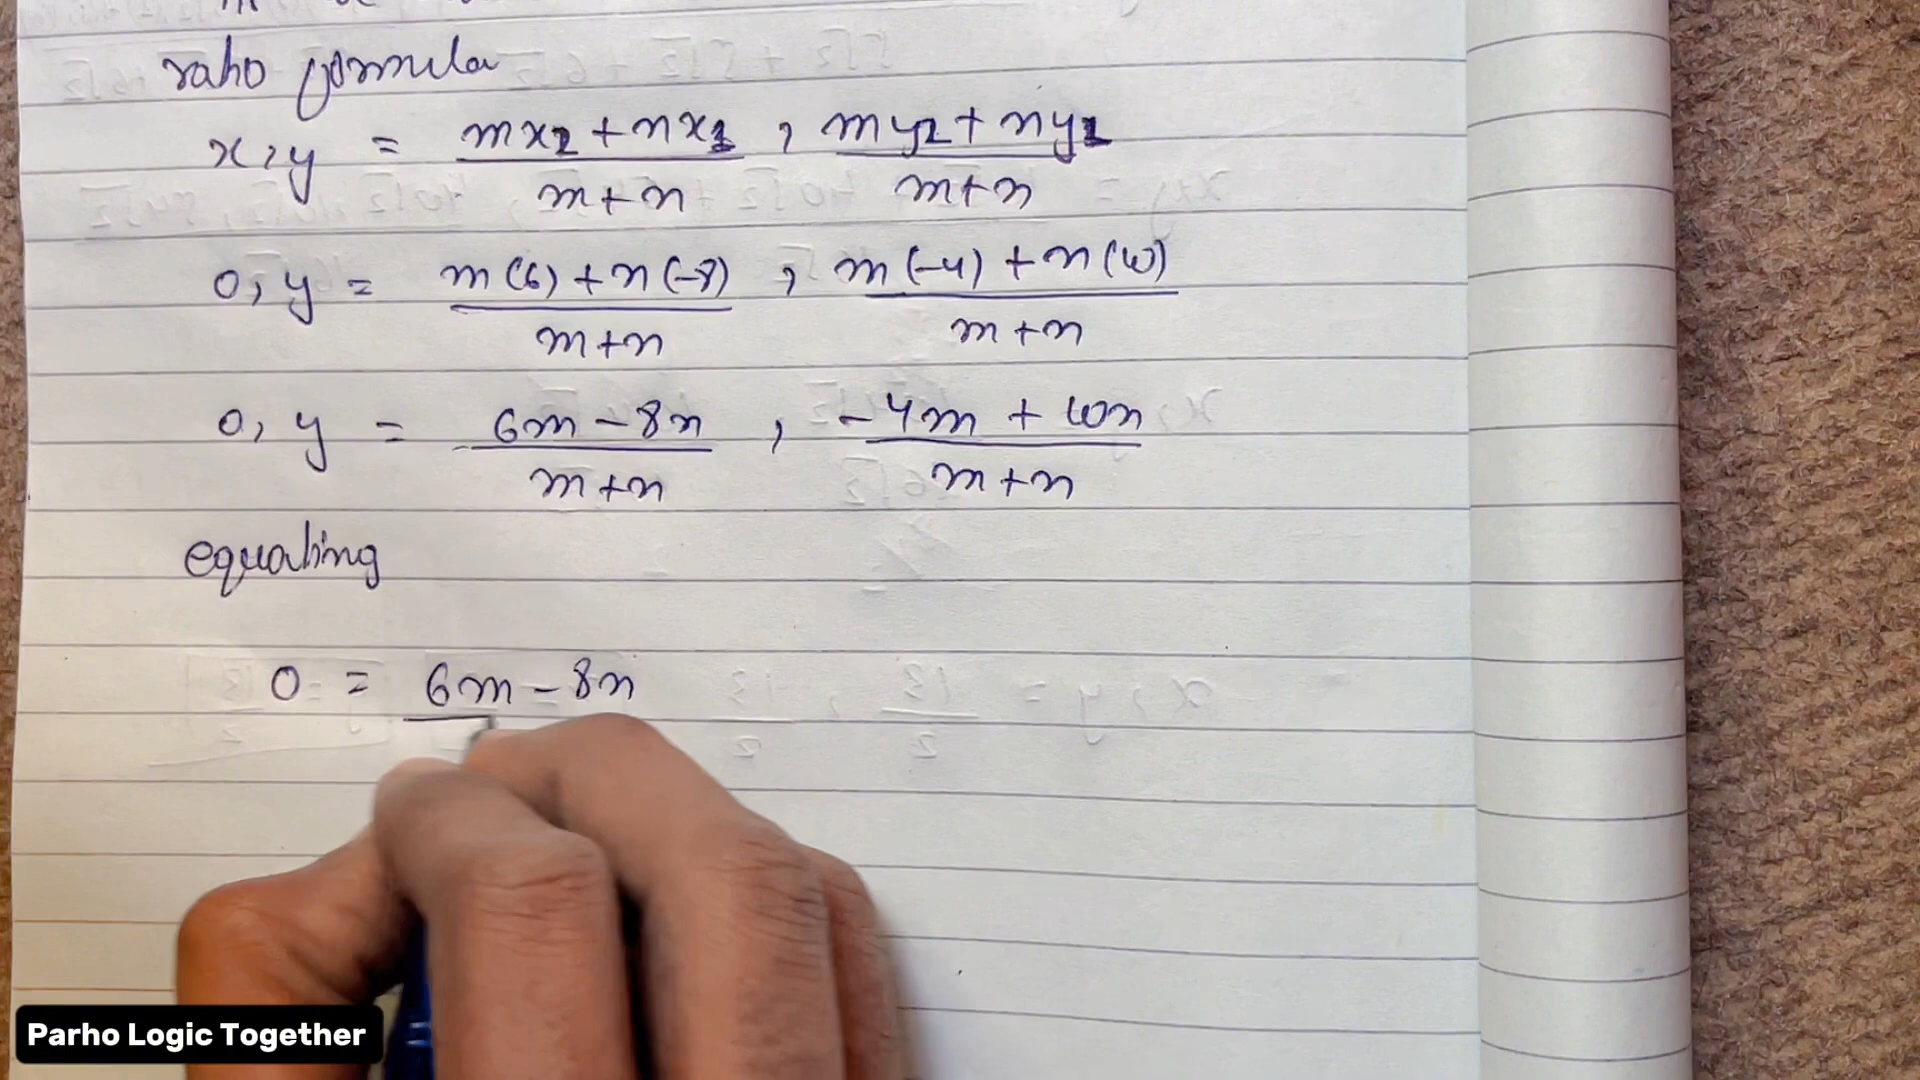 ratio formula
x, y = mx2 + nx1 / m+n , my2 + ny1 / m+n
0, y = m(6) + n(-8) / m+n , m(-4) + n(10) / m+n
0, y = 6m - 8n / m+n , -4m + 10n / m+n
equating
0 = 6m - 8n
Parho Logic Together